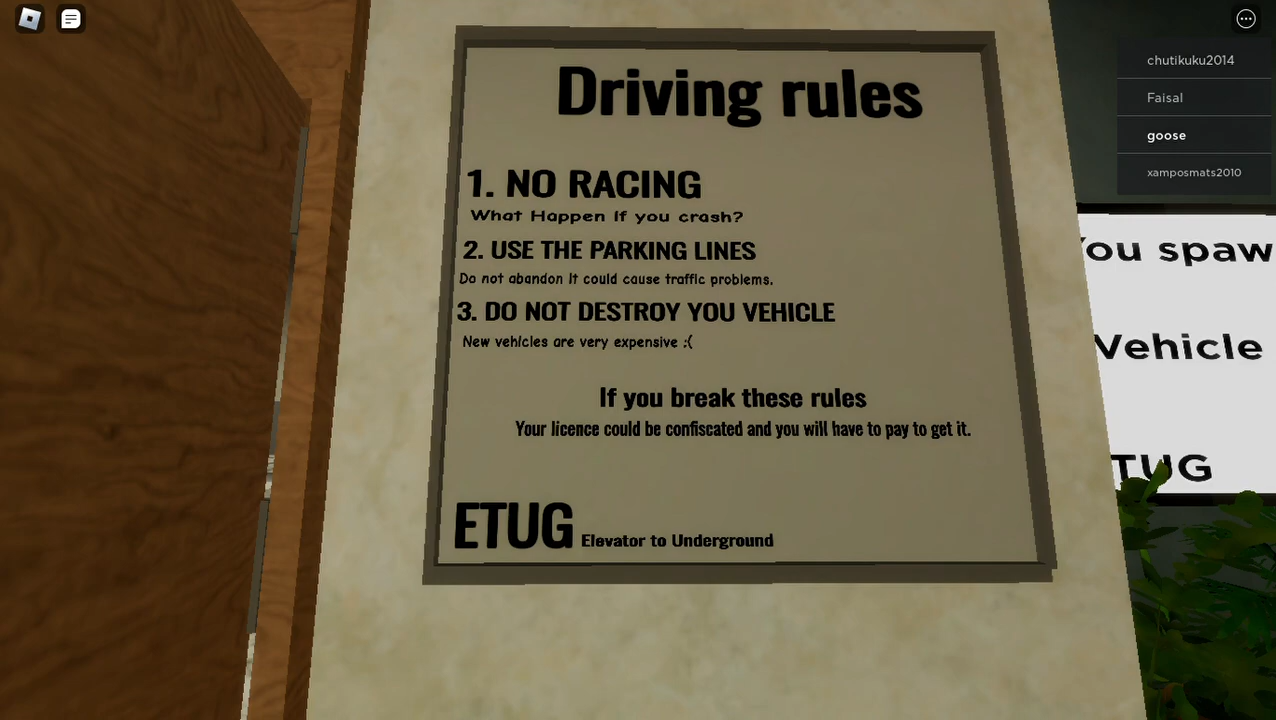 Driving rules
1. NO RACING
What Happen If you crash?
2. USE THE PARKING LINES
Do not abandon It could cause traffic problems.
3. DO NOT DESTROY YOU VEHICLE
New vehicles are very expensive :(
If you break these rules
Your licence could be confiscated and you will have to pay to get it.
ETUG Elevator to Underground
chutikuku2014
Faisal
goose
xamposmats2010
You spaw
Vehicle
ETUG